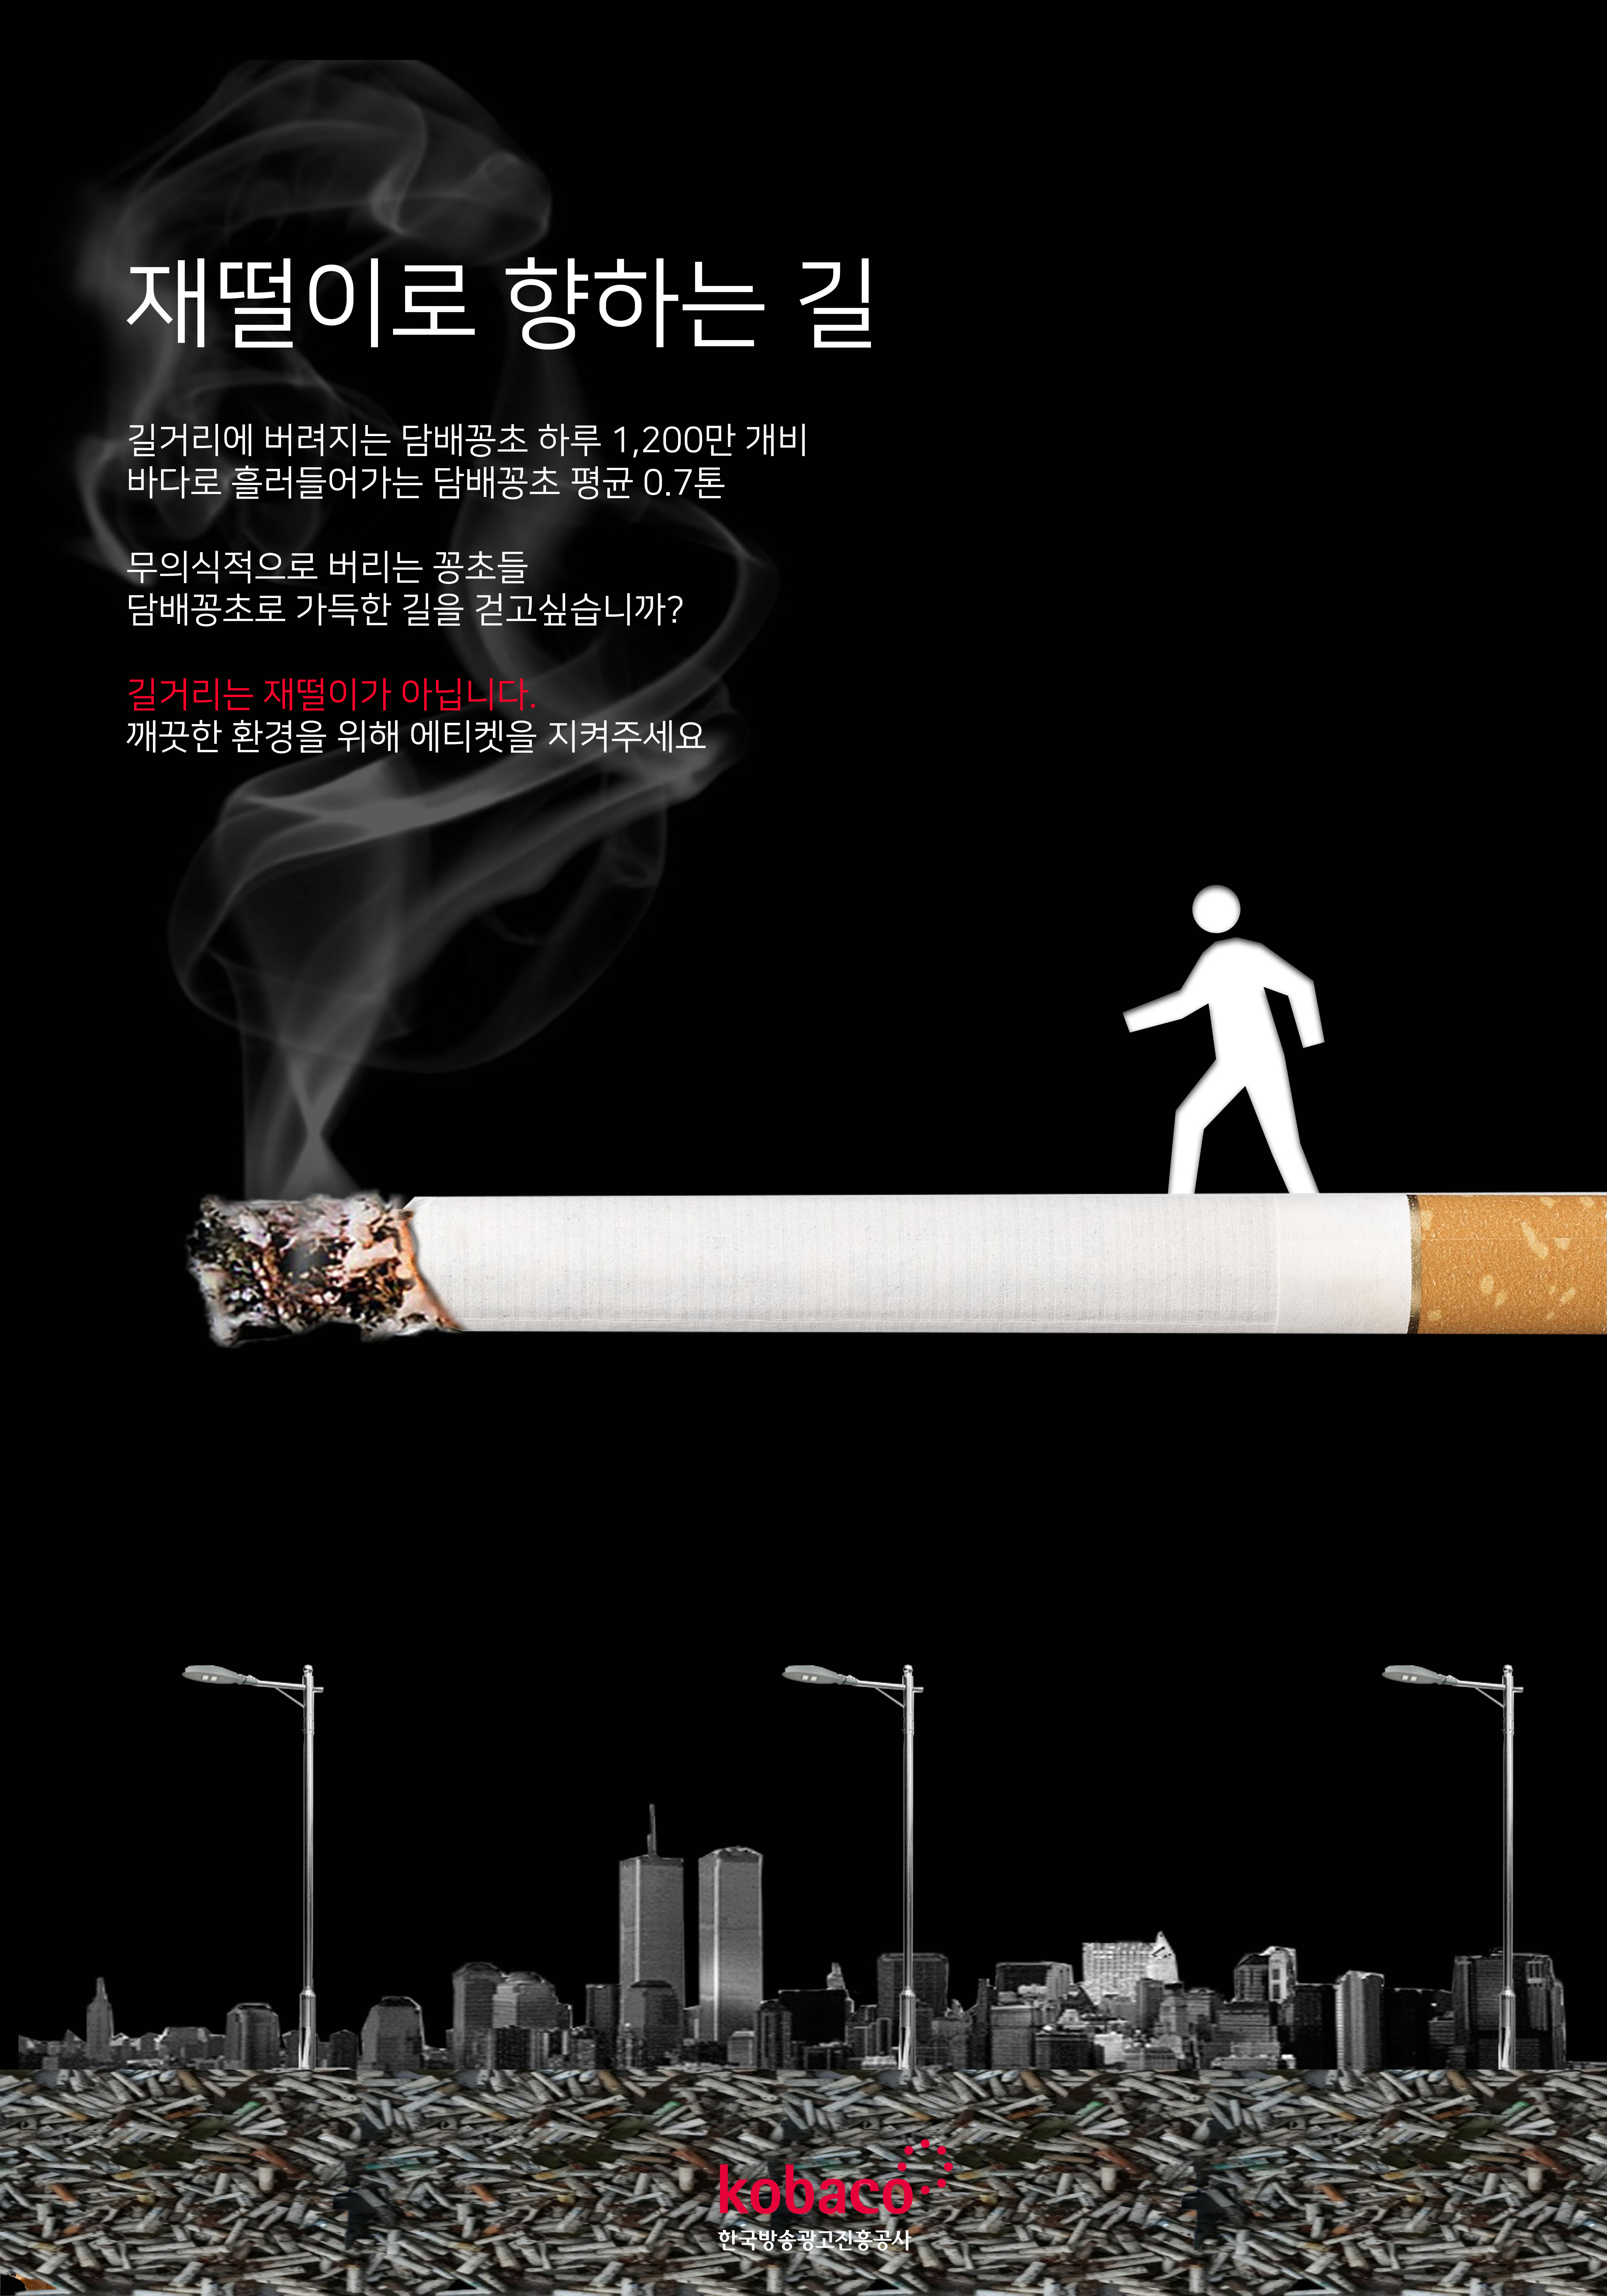 재떨이로 향하는 길
길거리에 버려지는 담배꽁초 하루 1,200만 개비
바다로 흘러들어가는 담배꽁초 평균 0.7톤
무의식적으로 버리는 꽁초들
담배꽁초로 가득한 길을 걷고싶습니까?
길거리는 재떨이가 아닙니다.
깨끗한 환경을 위해 에티켓을 지켜주세요
kobaco
한국방송광고진흥공사